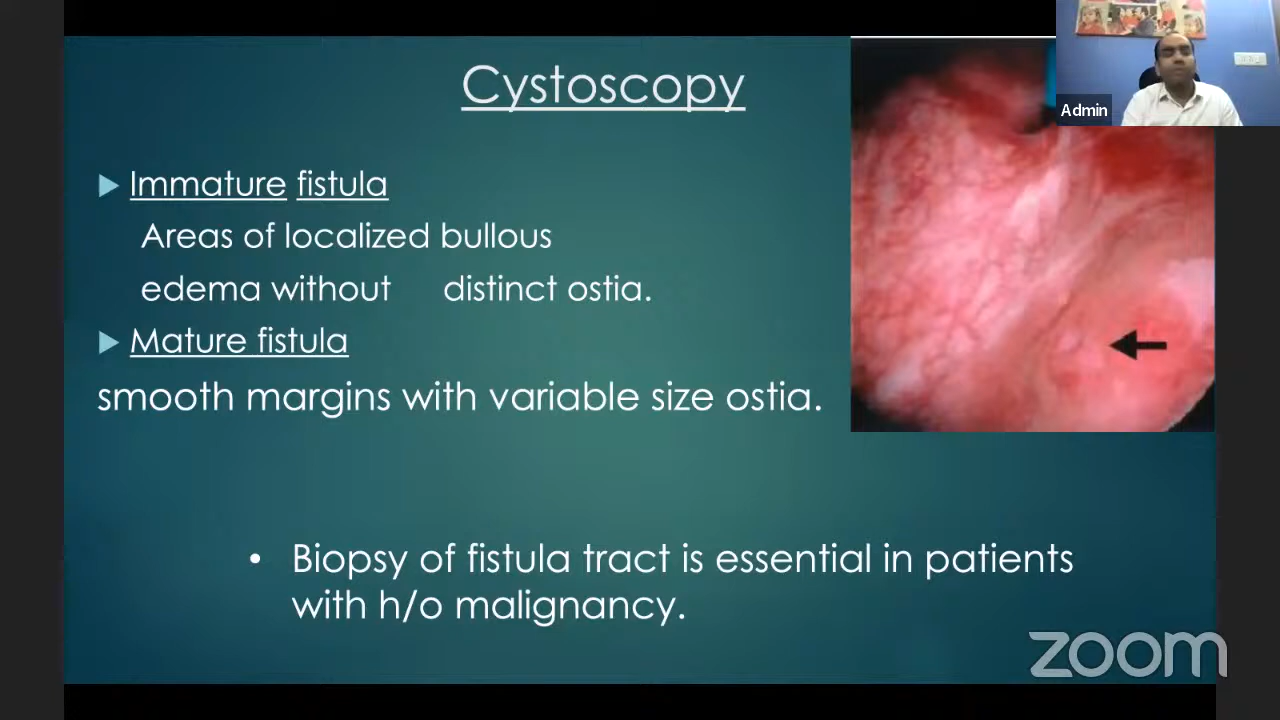 Cystoscopy
Admin
Immature fistula
Areas of localized bullous
edema without distinct ostia.
Mature fistula
smooth margins with variable size ostia.
• Biopsy of fistula tract is essential in patients
with h/o malignancy.
zoom